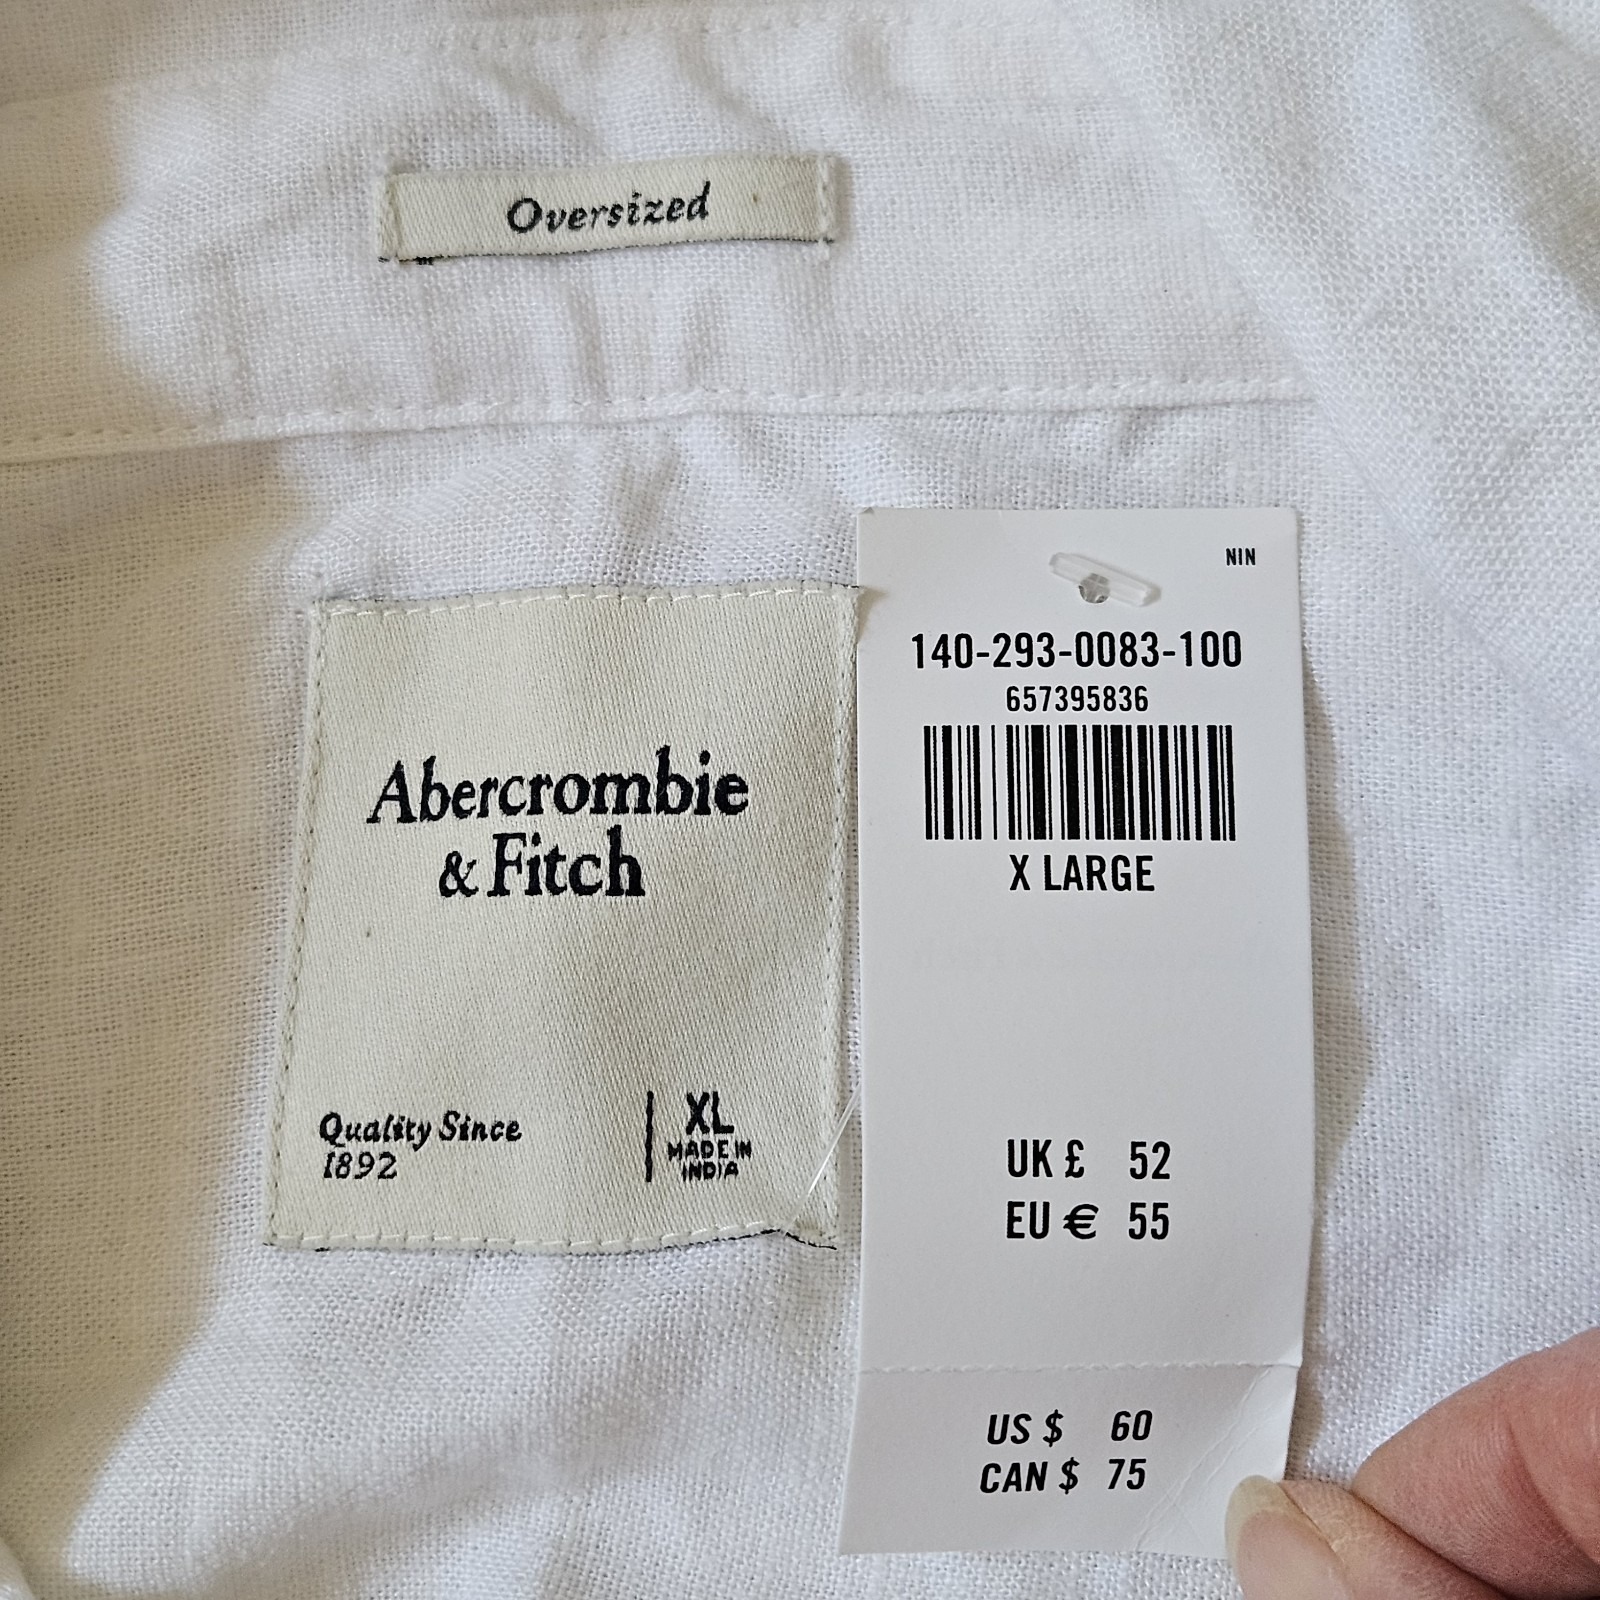 Oversized
Abercrombie
& Fitch
Quality Since
1892
XL
MADE IN
INDIA
NIN
140-293-0083-100
657395836
X LARGE
UK £ 52
EU € 55
US $ 60
CAN $ 75